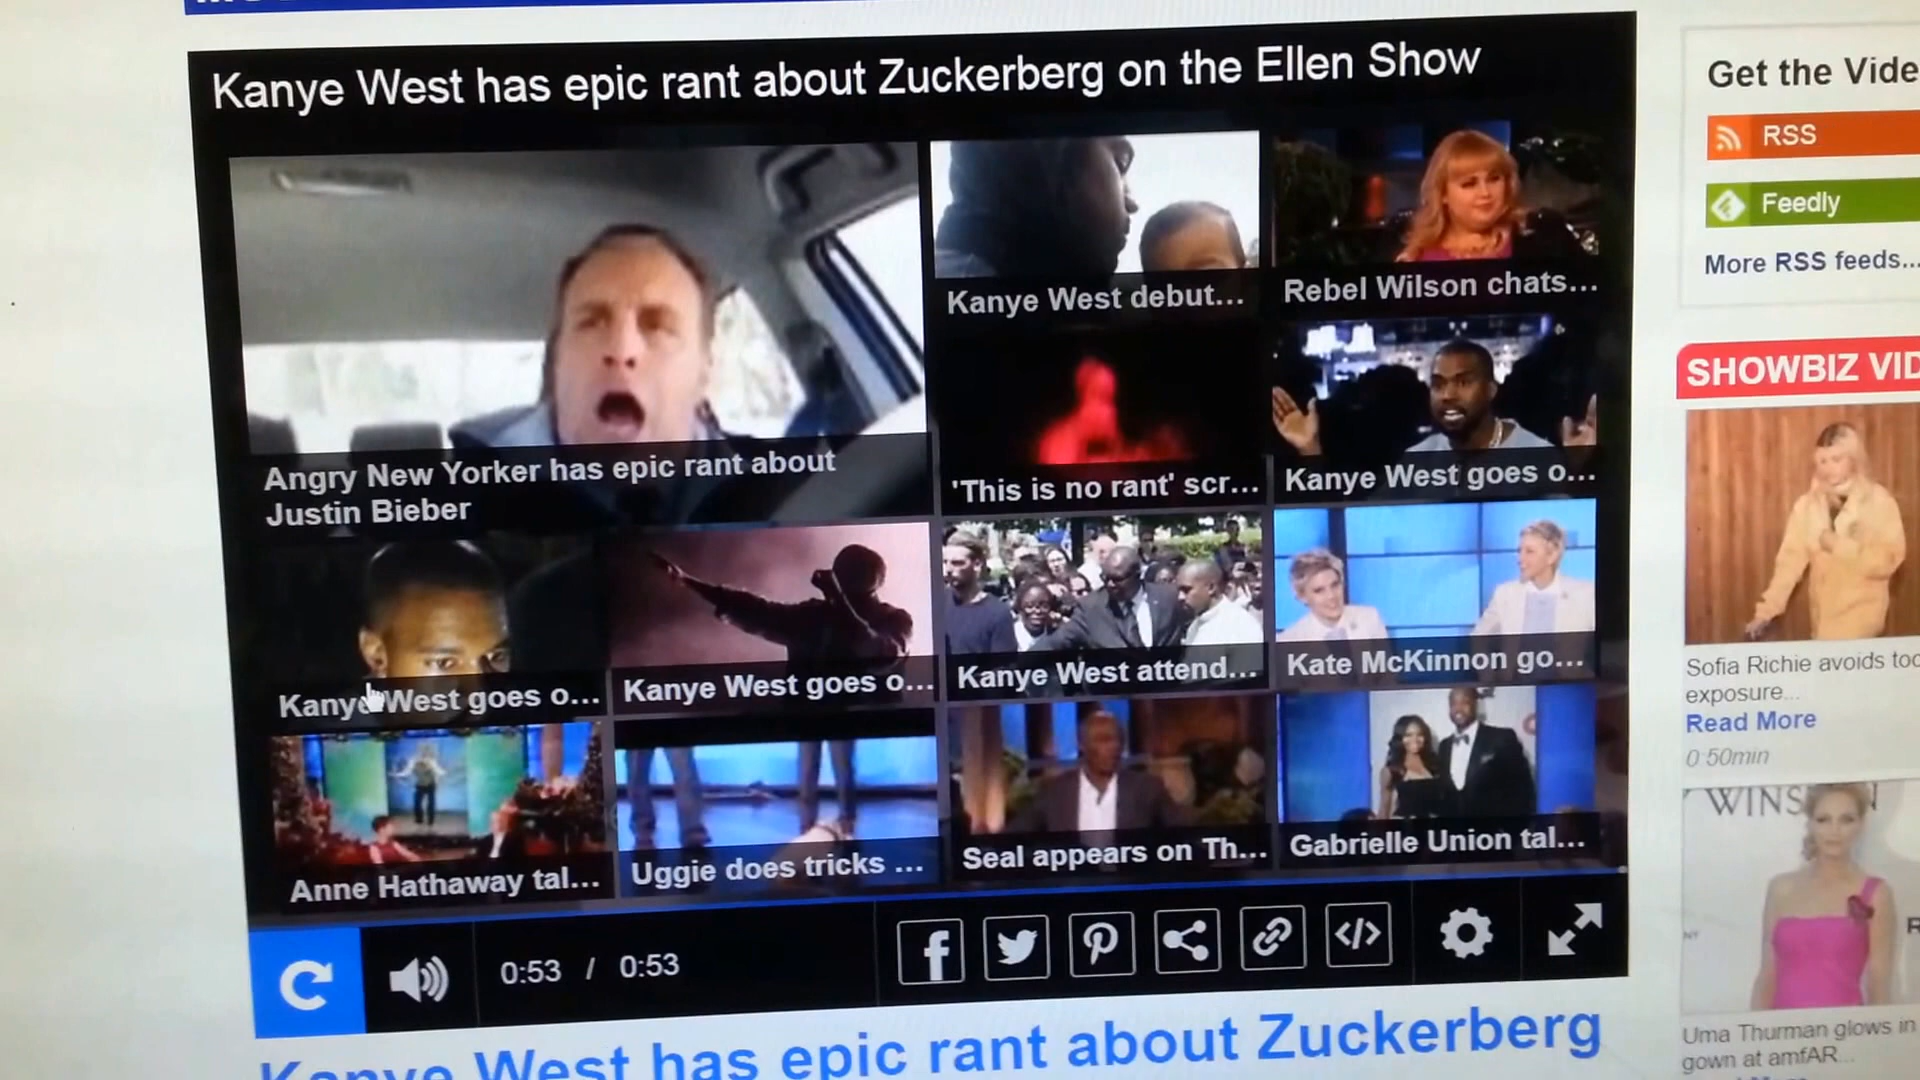 Kanye West has epic rant about Zuckerberg on the Ellen Show
Angry New Yorker has epic rant about
Justin Bieber
Kanye West debut...
Rebel Wilson chats...
'This is no rant' scr...
Kanye West goes o...
Kanye West goes o...
Kanye West goes o...
Kanye West attend...
Kate McKinnon go...
Anne Hathaway tal...
Uggie does tricks ...
Seal appears on Th...
Gabrielle Union tal...
0:53 / 0:53
Kanye West has epic rant about Zuckerberg
Get the Vide
RSS
Feedly
More RSS feeds...
SHOWBIZ VID
Sofia Richie avoids too
exposure...
Read More
0:50min
WINS N
Uma Thurman glows in
gown at amfAR...